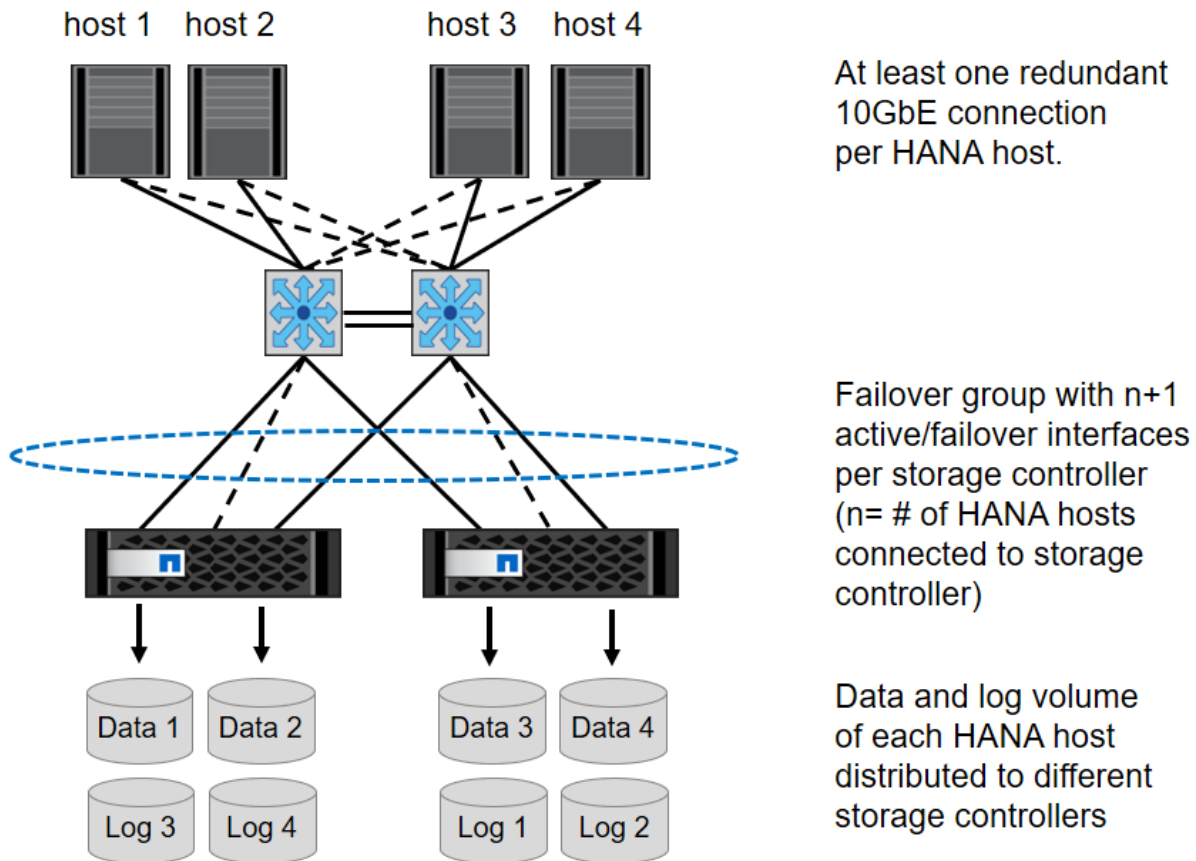 host 1
host 2
host 3
host 4
At least one redundant
10GbE connection
per HANA host.
Failover group with n+1
active/failover interfaces
per storage controller
(n= # of HANA hosts
connected to storage
controller)
Data 1
Data 2
Data 3
Data 4
Log 3
Log 4
Log 1
Log 2
Data and log volume
of each HANA host
distributed to different
storage controllers